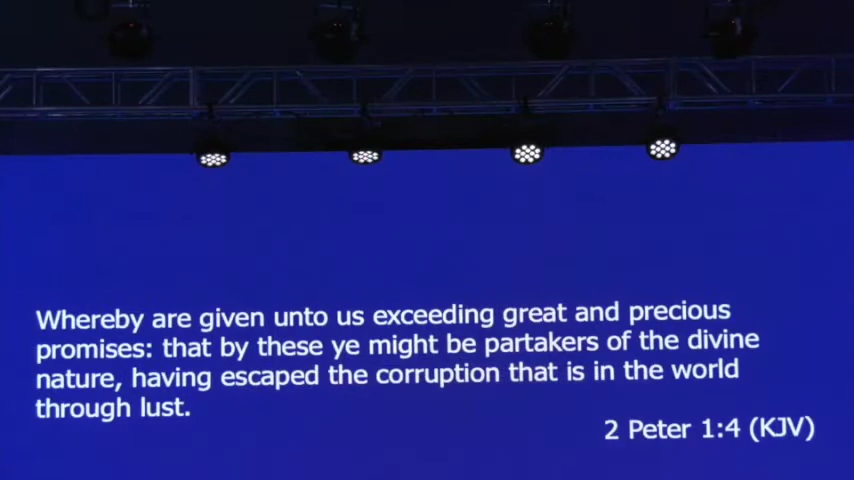 Whereby are given unto us exceeding great and precious
promises: that by these ye might be partakers of the divine
nature, having escaped the corruption that is in the world
through lust.
2 Peter 1:4 (KJV)